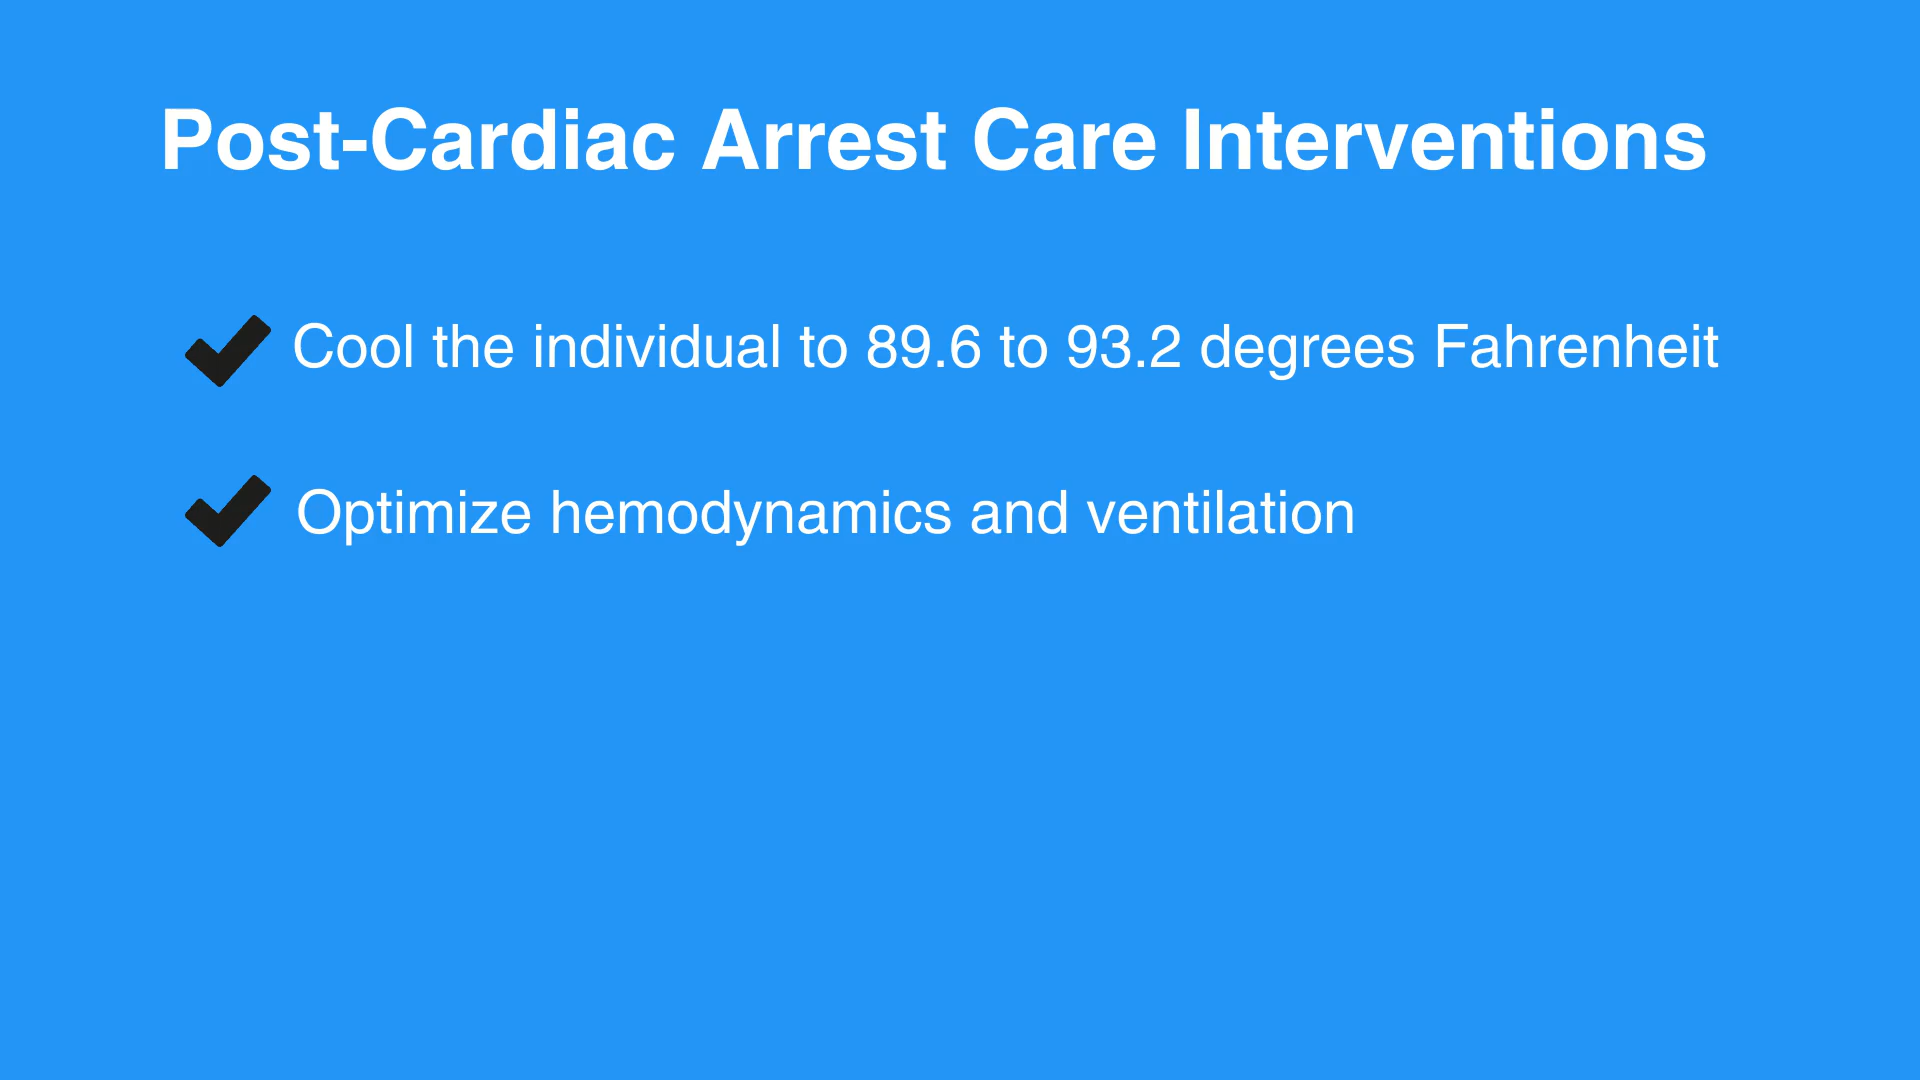 Post-Cardiac Arrest Care Interventions
Cool the individual to 89.6 to 93.2 degrees Fahrenheit
Optimize hemodynamics and ventilation